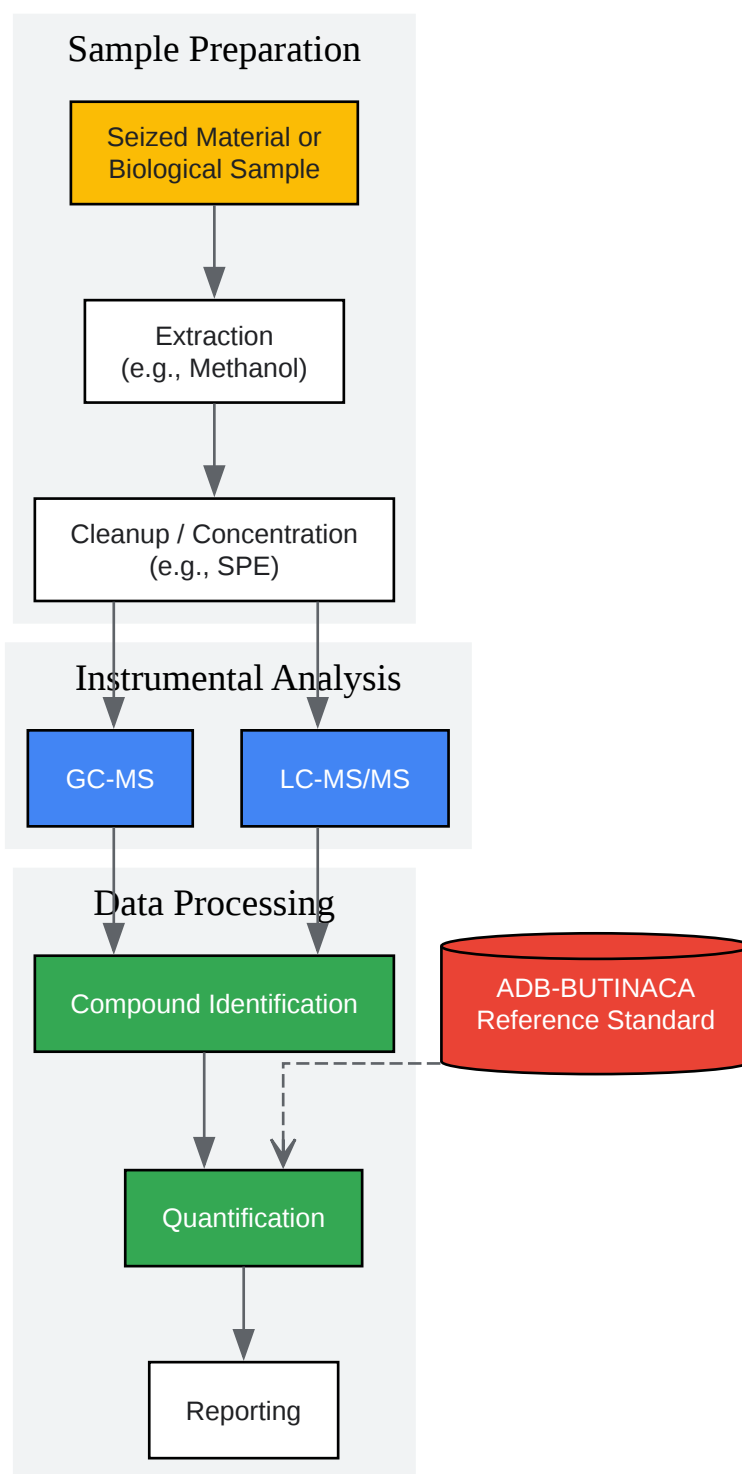 Sample Preparation
Seized Material or
Biological Sample
Extraction
(e.g., Methanol)
Cleanup / Concentration
(e.g., SPE)
Instrumental Analysis
GC-MS
LC-MS/MS
Data Processing
Compound Identification
ADB-BUTINACA
Reference Standard
Quantification
Reporting